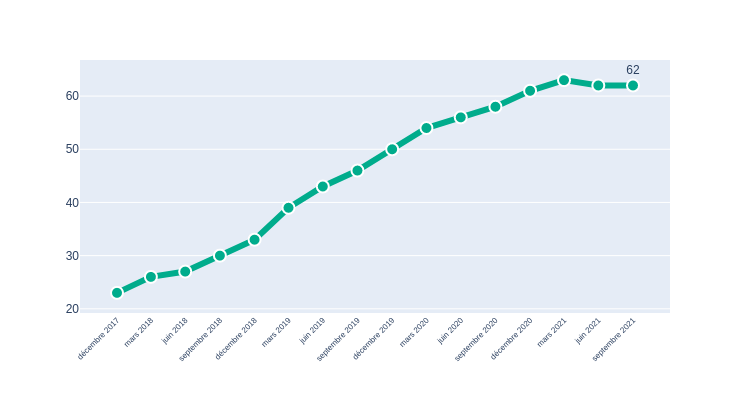 62
60
50
40
30
20
décembre 2017
mars 2018
juin 2018
septembre 2018
décembre 2018
mars 2019
juin 2019
septembre 2019
décembre 2019
mars 2020
juin 2020
septembre 2020
décembre 2020
mars 2021
juin 2021
septembre 2021